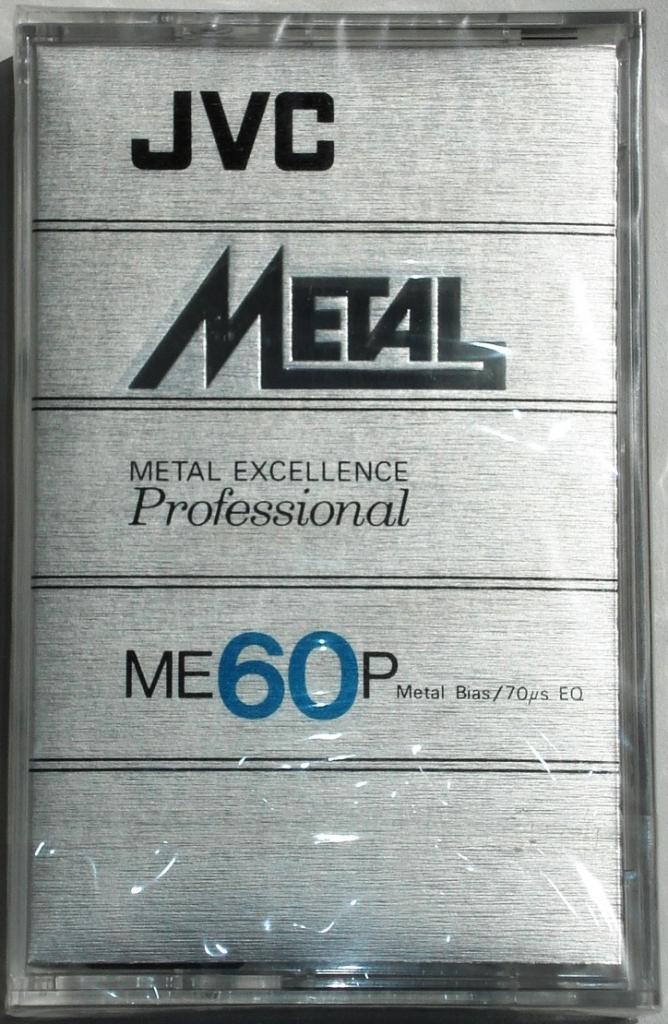 JVC
METAL
METAL EXCELLENCE
Professional
ME60P Metal Bias/70μs EQ